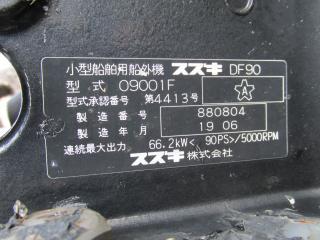 小型船舶用船外機 スズキ DF90
型式 09001F
型式承認番号 第4413号 A
製造番号 880804
製造年月 19 06
連続最大出力 66.2kW< 90PS>/5000RPM
スズキ株式会社